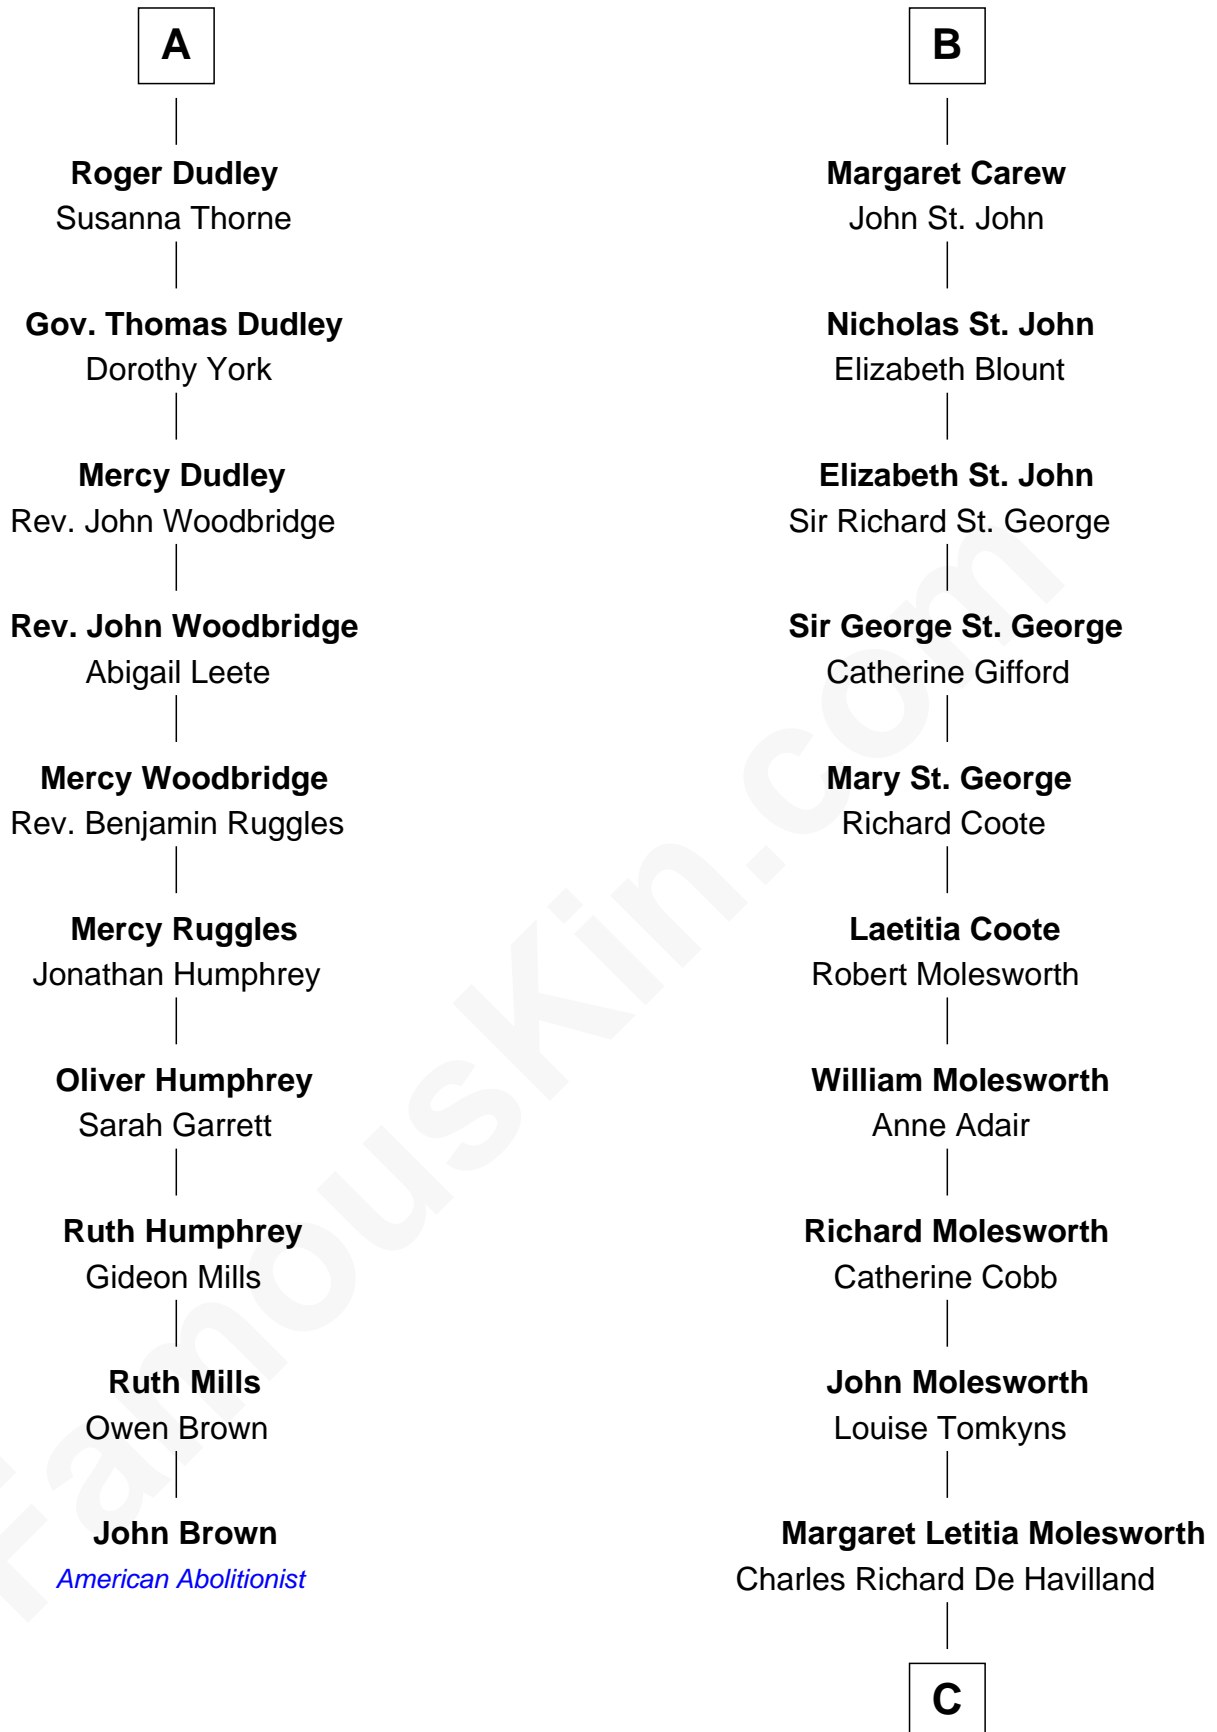 A
Roger Dudley
Susanna Thorne
Gov. Thomas Dudley
Dorothy York
Mercy Dudley
Rev. John Woodbridge
Rev. John Woodbridge
Abigail Leete
Mercy Woodbridge
Rev. Benjamin Ruggles
Mercy Ruggles
Jonathan Humphrey
Oliver Humphrey
Sarah Garrett
Ruth Humphrey
Gideon Mills
Ruth Mills
Owen Brown
John Brown
American Abolitionist
B
Margaret Carew
John St. John
Nicholas St. John
Elizabeth Blount
Elizabeth St. John
Sir Richard St. George
Sir George St. George
Catherine Gifford
Mary St. George
Richard Coote
Laetitia Coote
Robert Molesworth
William Molesworth
Anne Adair
Richard Molesworth
Catherine Cobb
John Molesworth
Louise Tomkyns
Margaret Letitia Molesworth
Charles Richard De Havilland
C
FamousKin.com